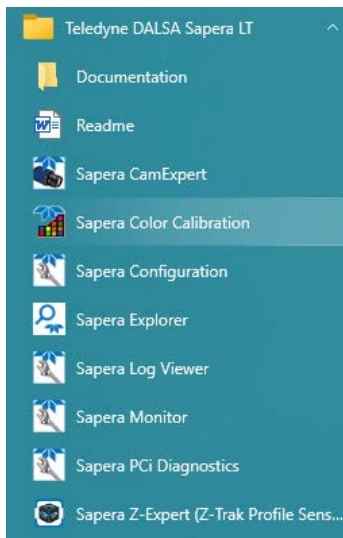 Teledyne DALSA Sapera LT
Documentation
Readme
Sapera CamExpert
Sapera Color Calibration
Sapera Configuration
Sapera Explorer
Sapera Log Viewer
Sapera Monitor
Sapera PCi Diagnostics
Sapera Z-Expert (Z-Trak Profile Sens...